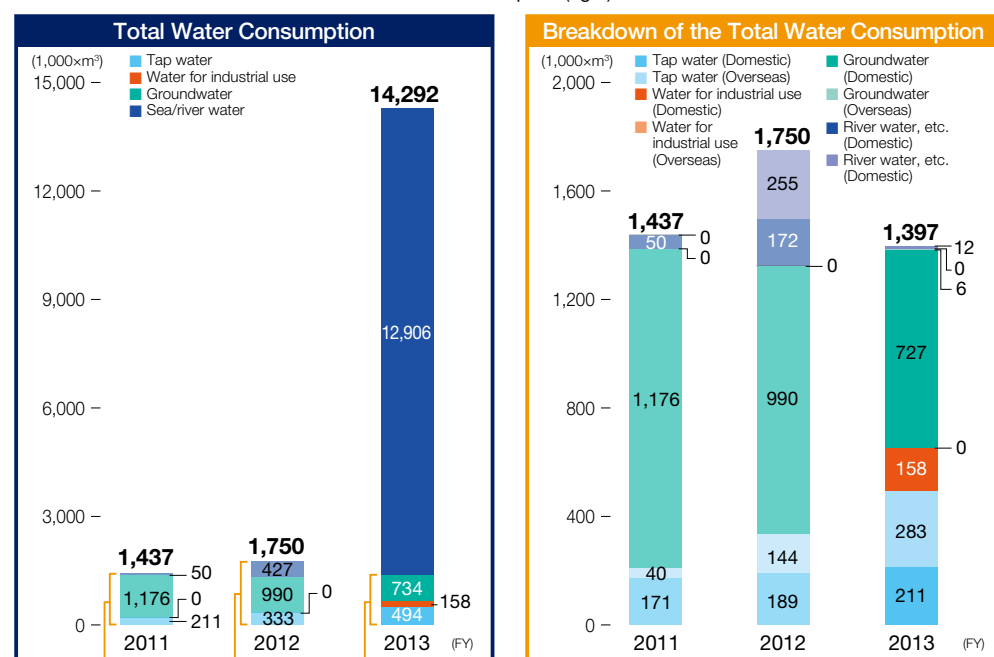 Total Water Consumption
(1,000×m³)
Tap water
Water for industrial use
Groundwater
Sea/river water
15,000
12,000
9,000
6,000
3,000
0
1,437
50
1,176
0
211
1,750
427
990
0
333
14,292
12,906
734
158
494
2011
2012
2013
(FY)
Breakdown of the Total Water Consumption
(1,000×m³)
Tap water (Domestic)
Tap water (Overseas)
Water for industrial use
(Domestic)
Water for
industrial use
(Overseas)
Groundwater
(Domestic)
Groundwater
(Overseas)
River water, etc.
(Domestic)
River water, etc.
(Domestic)
2,000
1,600
1,200
800
400
0
1,437
0
50
0
1,176
40
171
1,750
255
172
0
990
144
189
1,397
12
0
6
727
0
158
283
211
2011
2012
2013
(FY)